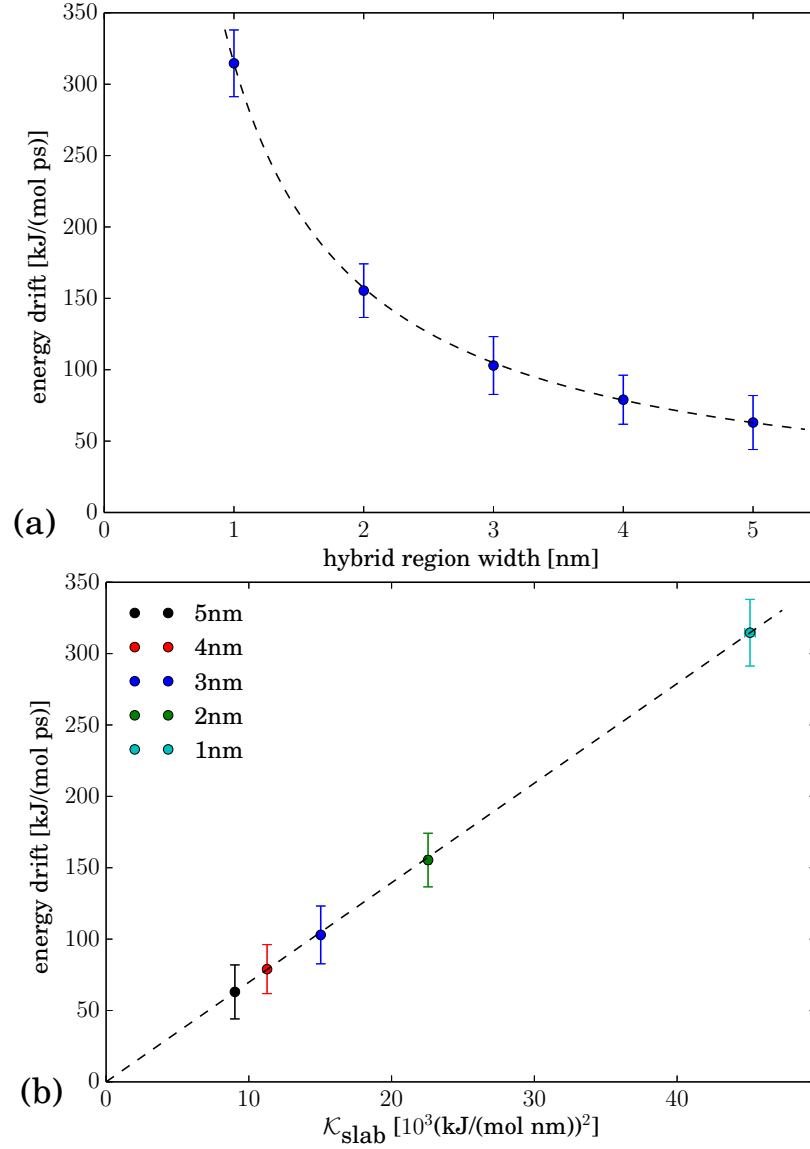 350
300
250
200
150
100
50
0
energy drift [kJ/(mol ps)]
0 1 2 3 4 5
hybrid region width [nm]
(a)
350
300
250
200
150
100
50
0
energy drift [kJ/(mol ps)]
5nm
4nm
3nm
2nm
1nm
0 10 20 30 40
𝒦slab [10³(kJ/(mol nm))²]
(b)